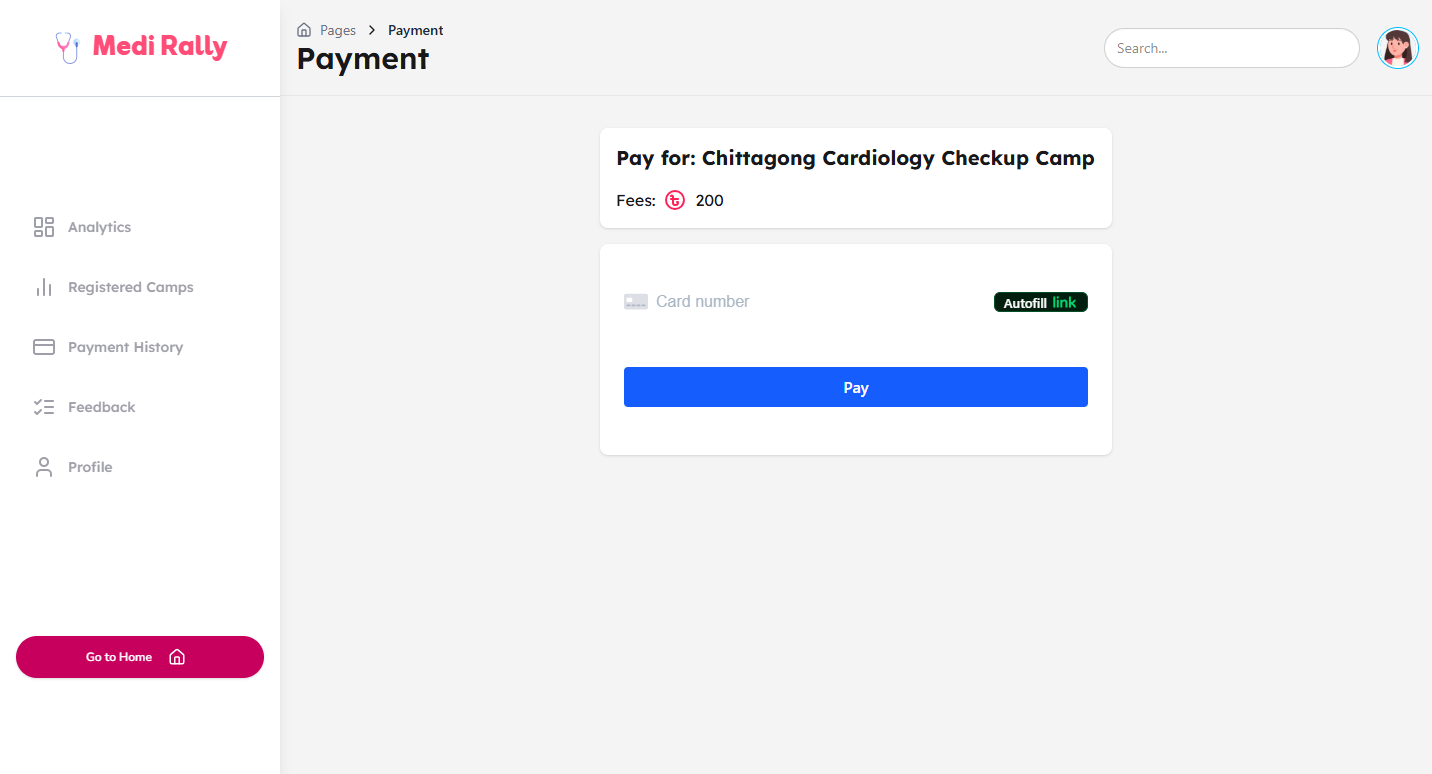 Medi Rally
Pages > Payment
Payment
Search...
Analytics
Registered Camps
Payment History
Feedback
Profile
Go to Home
Pay for: Chittagong Cardiology Checkup Camp
Fees: ৳ 200
Card number
Autofill link
Pay